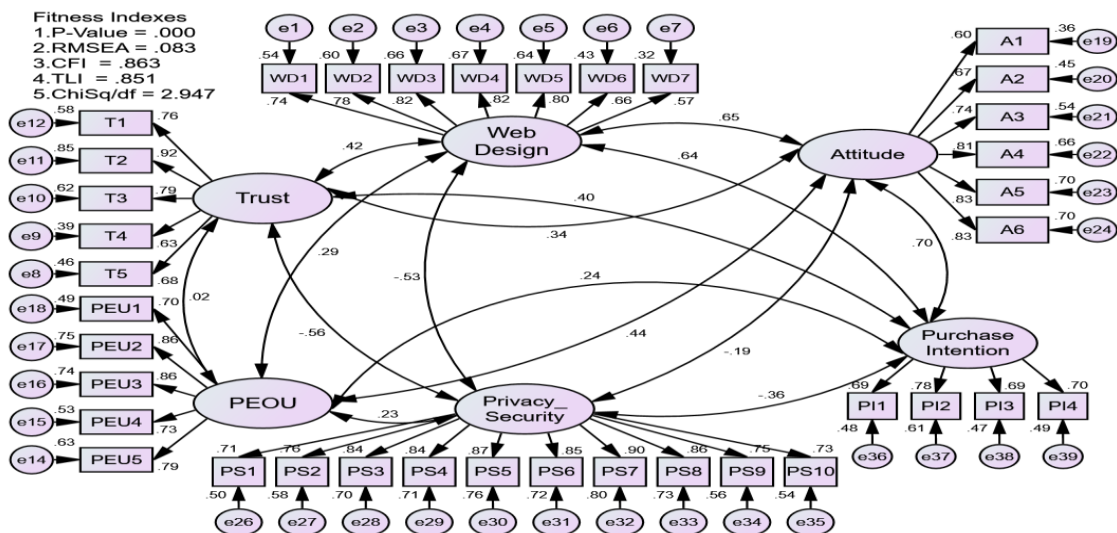 Fitness Indexes
1.P-Value = .000
2.RMSEA = .083
3.CFI = .863
4.TLI = .851
5.ChiSq/df = 2.947
e1 e2 e3 e4 e5 e6 e7
.54 .60 .66 .67 .64 .43 .32
WD1 WD2 WD3 WD4 WD5 WD6 WD7
.74 .78 .82 .82 .80 .66 .57
Web
Design
.60 A1 .36 e19
.67 A2 .45 e20
.74 A3 .54 e21
.81 A4 .66 e22
.83 A5 .70 e23
.83 A6 .70 e24
Attitude
e12 .58 T1 .76
e11 .85 T2 .92
e10 .62 T3 .79
e9 .39 T4 .63
e8 .46 T5 .68
Trust
e18 .49 PEU1 .70
e17 .75 PEU2 .86
e16 .74 PEU3 .86
e15 .53 PEU4 .73
e14 .63 PEU5 .79
PEOU
.42
.65
.64
.40
.34
.29
.70
-.53
.24
.02
-.56
.44
-.19
-.36
.23
Purchase
Intention
.69 .78 .69 .70
PI1 PI2 PI3 PI4
.48 .61 .47 .49
e36 e37 e38 e39
Privacy_
Security
.71 .76 .84 .84 .87 .85 .90 .86 .75 .73
PS1 PS2 PS3 PS4 PS5 PS6 PS7 PS8 PS9 PS10
.50 .58 .70 .71 .76 .72 .80 .73 .56 .54
e26 e27 e28 e29 e30 e31 e32 e33 e34 e35